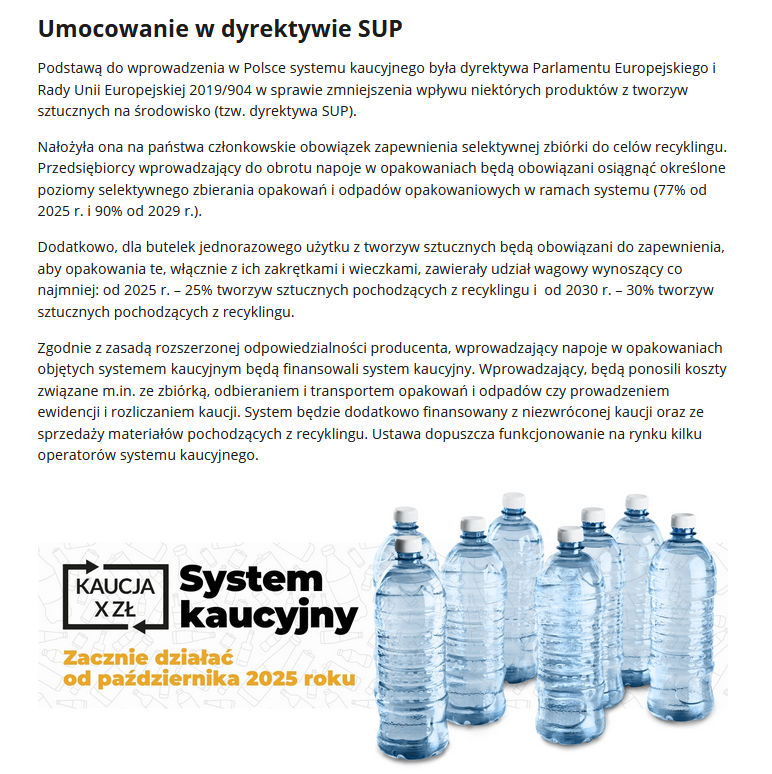 Umocowanie w dyrektywie SUP
Podstawą do wprowadzenia w Polsce systemu kaucyjnego była dyrektywa Parlamentu Europejskiego i
Rady Unii Europejskiej 2019/904 w sprawie zmniejszenia wpływu niektórych produktów z tworzyw
sztucznych na środowisko (tzw. dyrektywa SUP).
Nałożyła ona na państwa członkowskie obowiązek zapewnienia selektywnej zbiórki do celów recyklingu.
Przedsiębiorcy wprowadzający do obrotu napoje w opakowaniach będą obowiązani osiągnąć określone
poziomy selektywnego zbierania opakowań i odpadów opakowaniowych w ramach systemu (77% od
2025 r. i 90% od 2029 r.).
Dodatkowo, dla butelek jednorazowego użytku z tworzyw sztucznych będą obowiązani do zapewnienia,
aby opakowania te, włącznie z ich zakrętkami i wieczkami, zawierały udział wagowy wynoszący co
najmniej: od 2025 r. – 25% tworzyw sztucznych pochodzących z recyklingu i  od 2030 r. – 30% tworzyw
sztucznych pochodzących z recyklingu.
Zgodnie z zasadą rozszerzonej odpowiedzialności producenta, wprowadzający napoje w opakowaniach
objętych systemem kaucyjnym będą finansowali system kaucyjny. Wprowadzający, będą ponosili koszty
związane m.in. ze zbiórką, odbieraniem i transportem opakowań i odpadów czy prowadzeniem
ewidencji i rozliczaniem kaucji. System będzie dodatkowo finansowany z niezwróconej kaucji oraz ze
sprzedaży materiałów pochodzących z recyklingu. Ustawa dopuszcza funkcjonowanie na rynku kilku
operatorów systemu kaucyjnego.
KAUCJA
X ZŁ
System
kaucyjny
Zacznie działać
od października 2025 roku